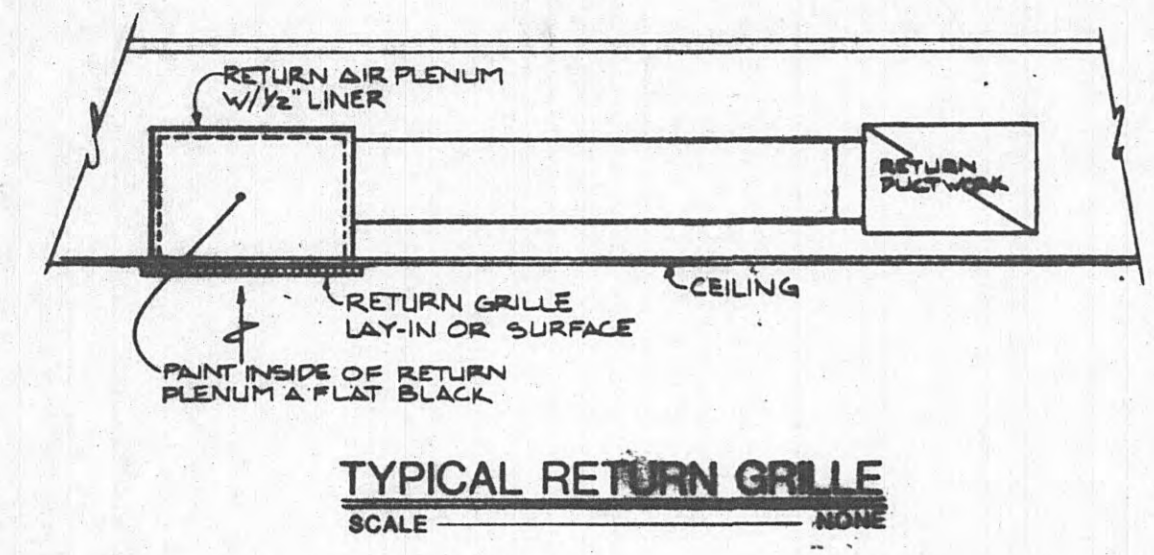 RETURN AIR PLENUM
W/1/2" LINER
RETURN
DUCTWORK
CEILING
RETURN GRILLE
LAY-IN OR SURFACE
PAINT INSIDE OF RETURN
PLENUM A FLAT BLACK
TYPICAL RETURN GRILLE
SCALE NONE